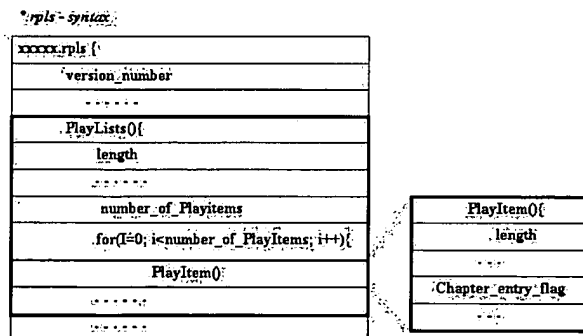 *.rpls - syntax
xxxxx.rpls {
version_number
- - - - - -
PlayLists(){
length
- - - - - -
number_of_Playitems
for(I=0; i<number_of_PlayItems; i++){
PlayItem()
- - - - - -
- - - - - -
PlayItem(){
length
- - -
Chapter_entry_flag
- - -